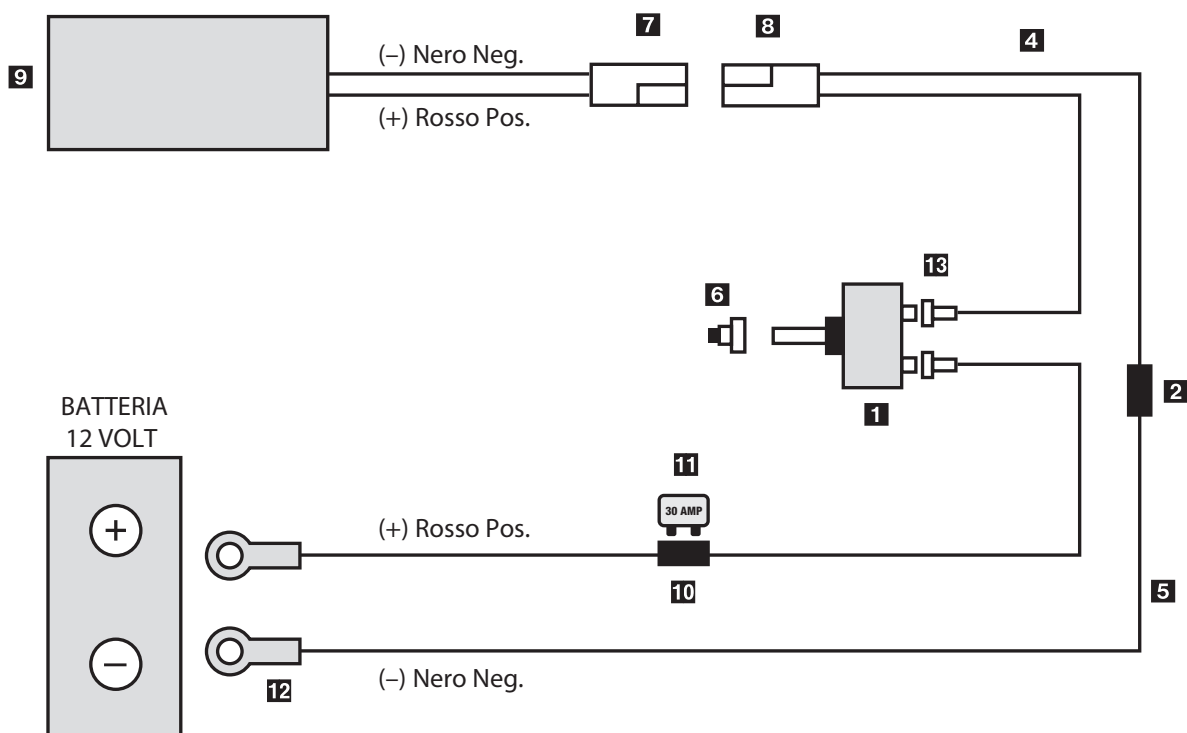 7
8
4
(–) Nero Neg.
9
(+) Rosso Pos.
13
6
2
1
BATTERIA
12 VOLT
11
30 AMP
(+) Rosso Pos.
10
5
+
–
12
(–) Nero Neg.